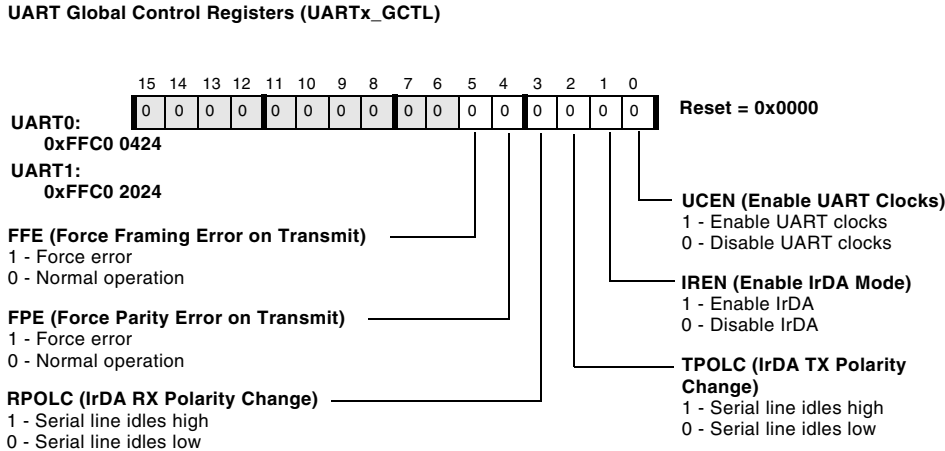 UART Global Control Registers (UARTx_GCTL)
15 14 13 12 11 10 9 8 7 6 5 4 3 2 1 0
0 0 0 0 0 0 0 0 0 0 0 0 0 0 0 0
Reset = 0x0000
UART0:
0xFFC0 0424
UART1:
0xFFC0 2024
FFE (Force Framing Error on Transmit)
1 - Force error
0 - Normal operation
FPE (Force Parity Error on Transmit)
1 - Force error
0 - Normal operation
RPOLC (IrDA RX Polarity Change)
1 - Serial line idles high
0 - Serial line idles low
UCEN (Enable UART Clocks)
1 - Enable UART clocks
0 - Disable UART clocks
IREN (Enable IrDA Mode)
1 - Enable IrDA
0 - Disable IrDA
TPOLC (IrDA TX Polarity
Change)
1 - Serial line idles high
0 - Serial line idles low